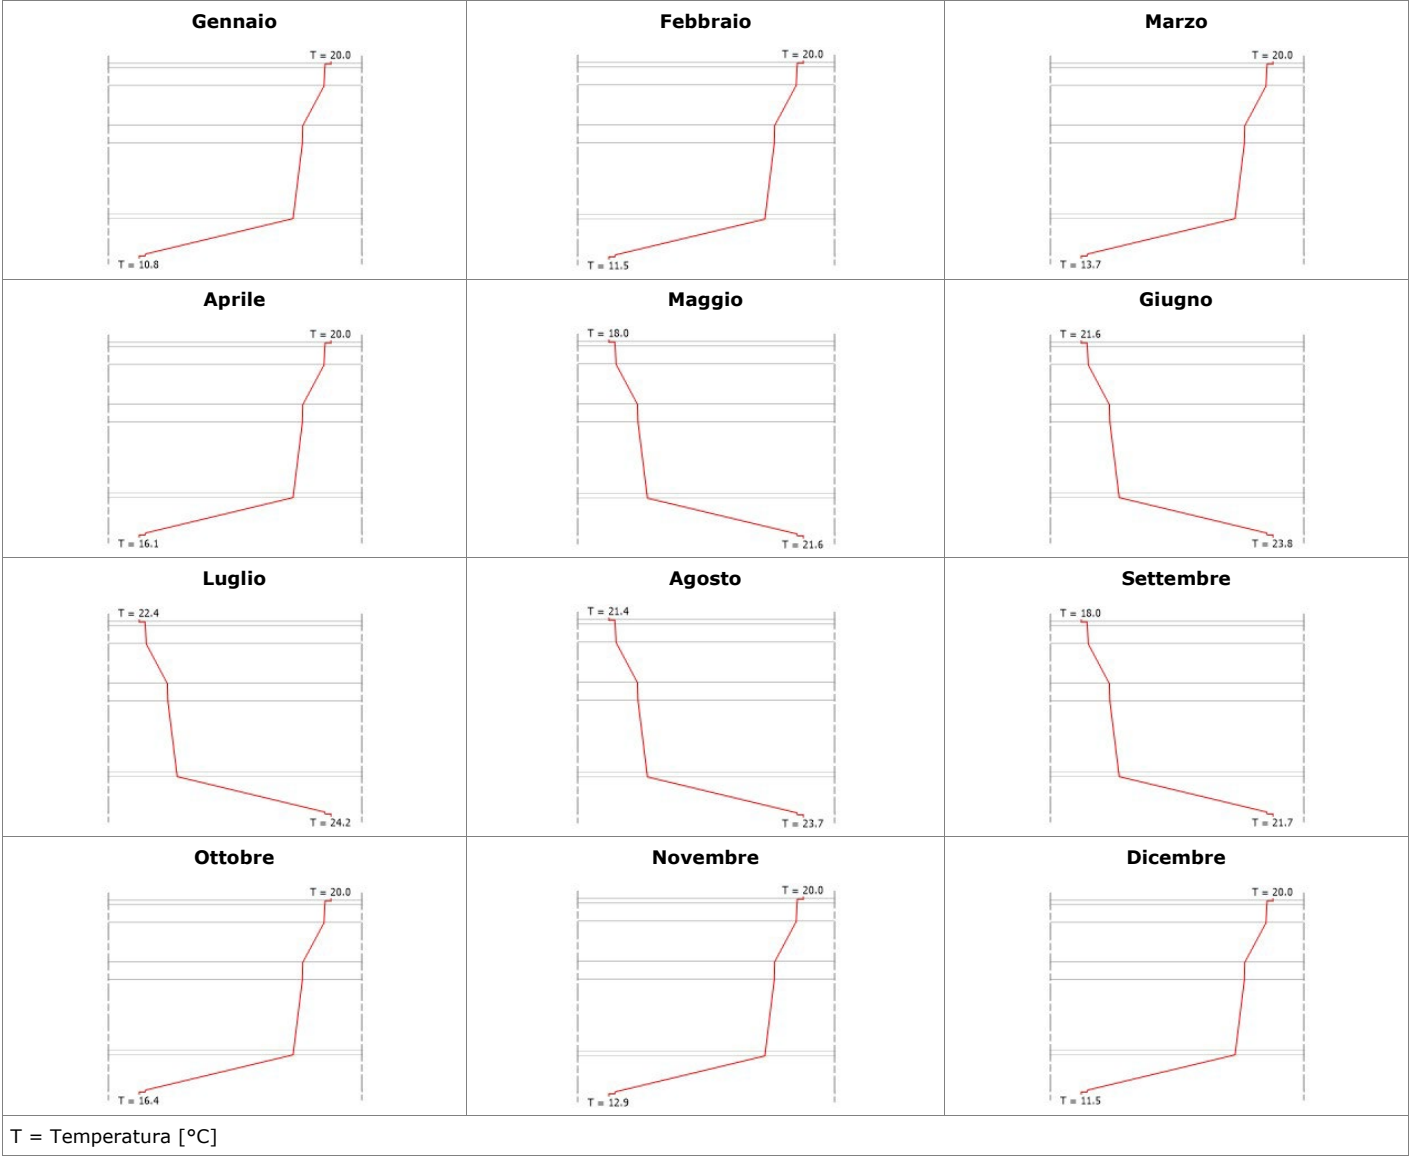 Gennaio
Febbraio
Marzo
T = 20.0
T = 20.0
T = 20.0
T = 10.8
T = 11.5
T = 13.7
Aprile
Maggio
Giugno
T = 20.0
T = 18.0
T = 21.6
T = 16.1
T = 21.6
T = 23.8
Luglio
Agosto
Settembre
T = 22.4
T = 21.4
T = 18.0
T = 24.2
T = 23.7
T = 21.7
Ottobre
Novembre
Dicembre
T = 20.0
T = 20.0
T = 20.0
T = 16.4
T = 12.9
T = 11.5
T = Temperatura [°C]